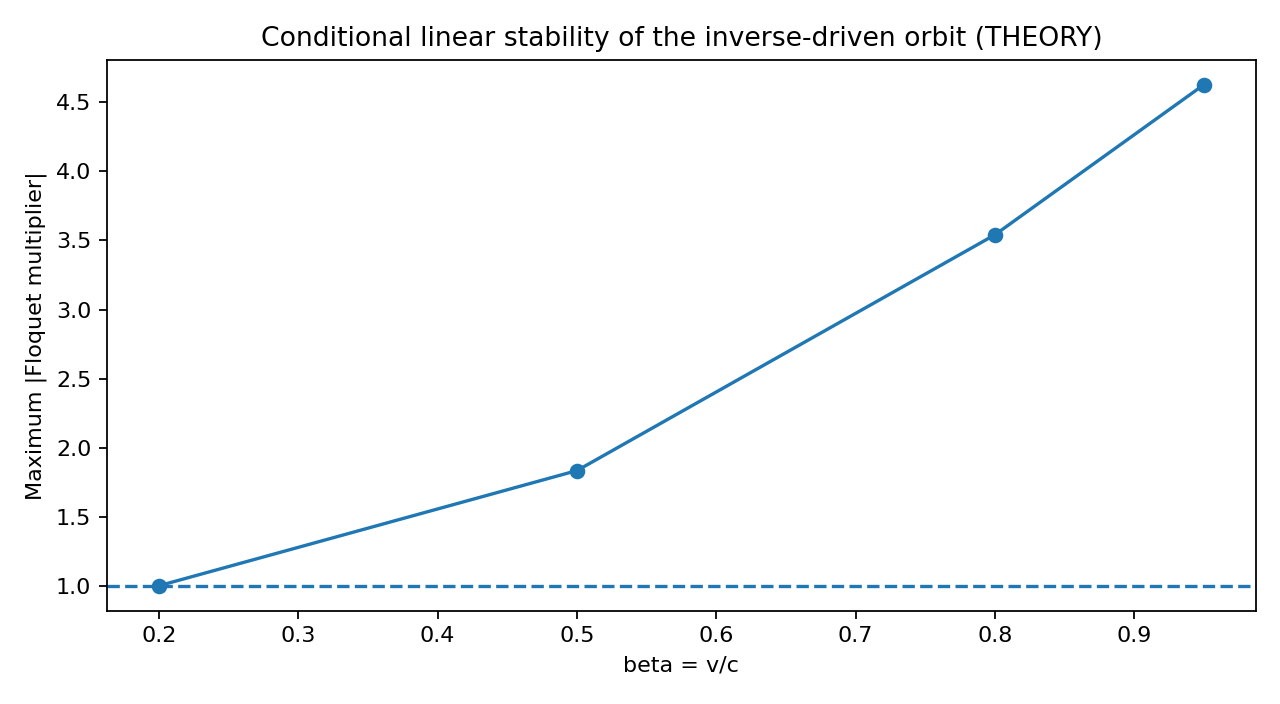 Conditional linear stability of the inverse-driven orbit (THEORY)
Maximum |Floquet multiplier|
4.5
4.0
3.5
3.0
2.5
2.0
1.5
1.0
0.2 0.3 0.4 0.5 0.6 0.7 0.8 0.9
beta = v/c